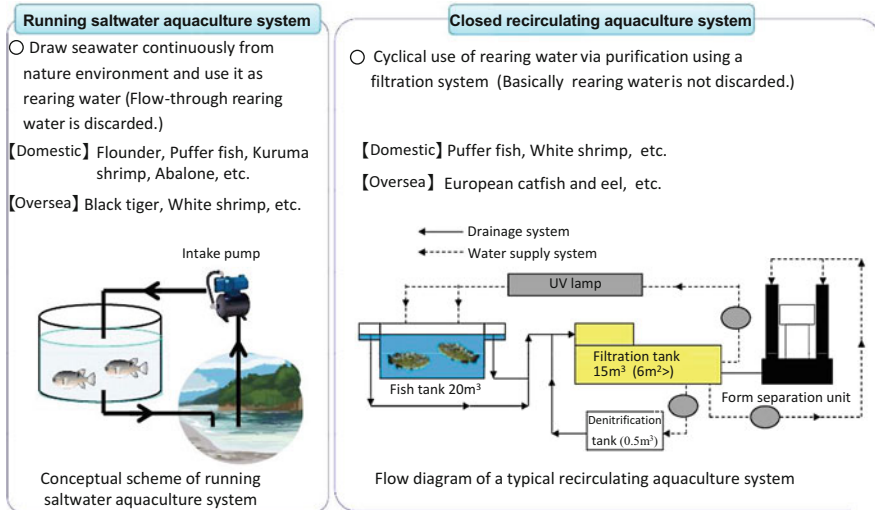 Running saltwater aquaculture system
○ Draw seawater continuously from
nature environment and use it as
rearing water (Flow-through rearing
water is discarded.)
【Domestic】Flounder, Puffer fish, Kuruma
shrimp, Abalone, etc.
【Oversea】Black tiger, White shrimp, etc.
Intake pump
Conceptual scheme of running
saltwater aquaculture system
Closed recirculating aquaculture system
○ Cyclical use of rearing water via purification using a
filtration system (Basically rearing water is not discarded.)
【Domestic】Puffer fish, White shrimp, etc.
【Oversea】European catfish and eel, etc.
Drainage system
Water supply system
UV lamp
Fish tank 20m³
Filtration tank
15m³ (6m²>)
Form separation unit
Denitrification
tank (0.5m³)
Flow diagram of a typical recirculating aquaculture system